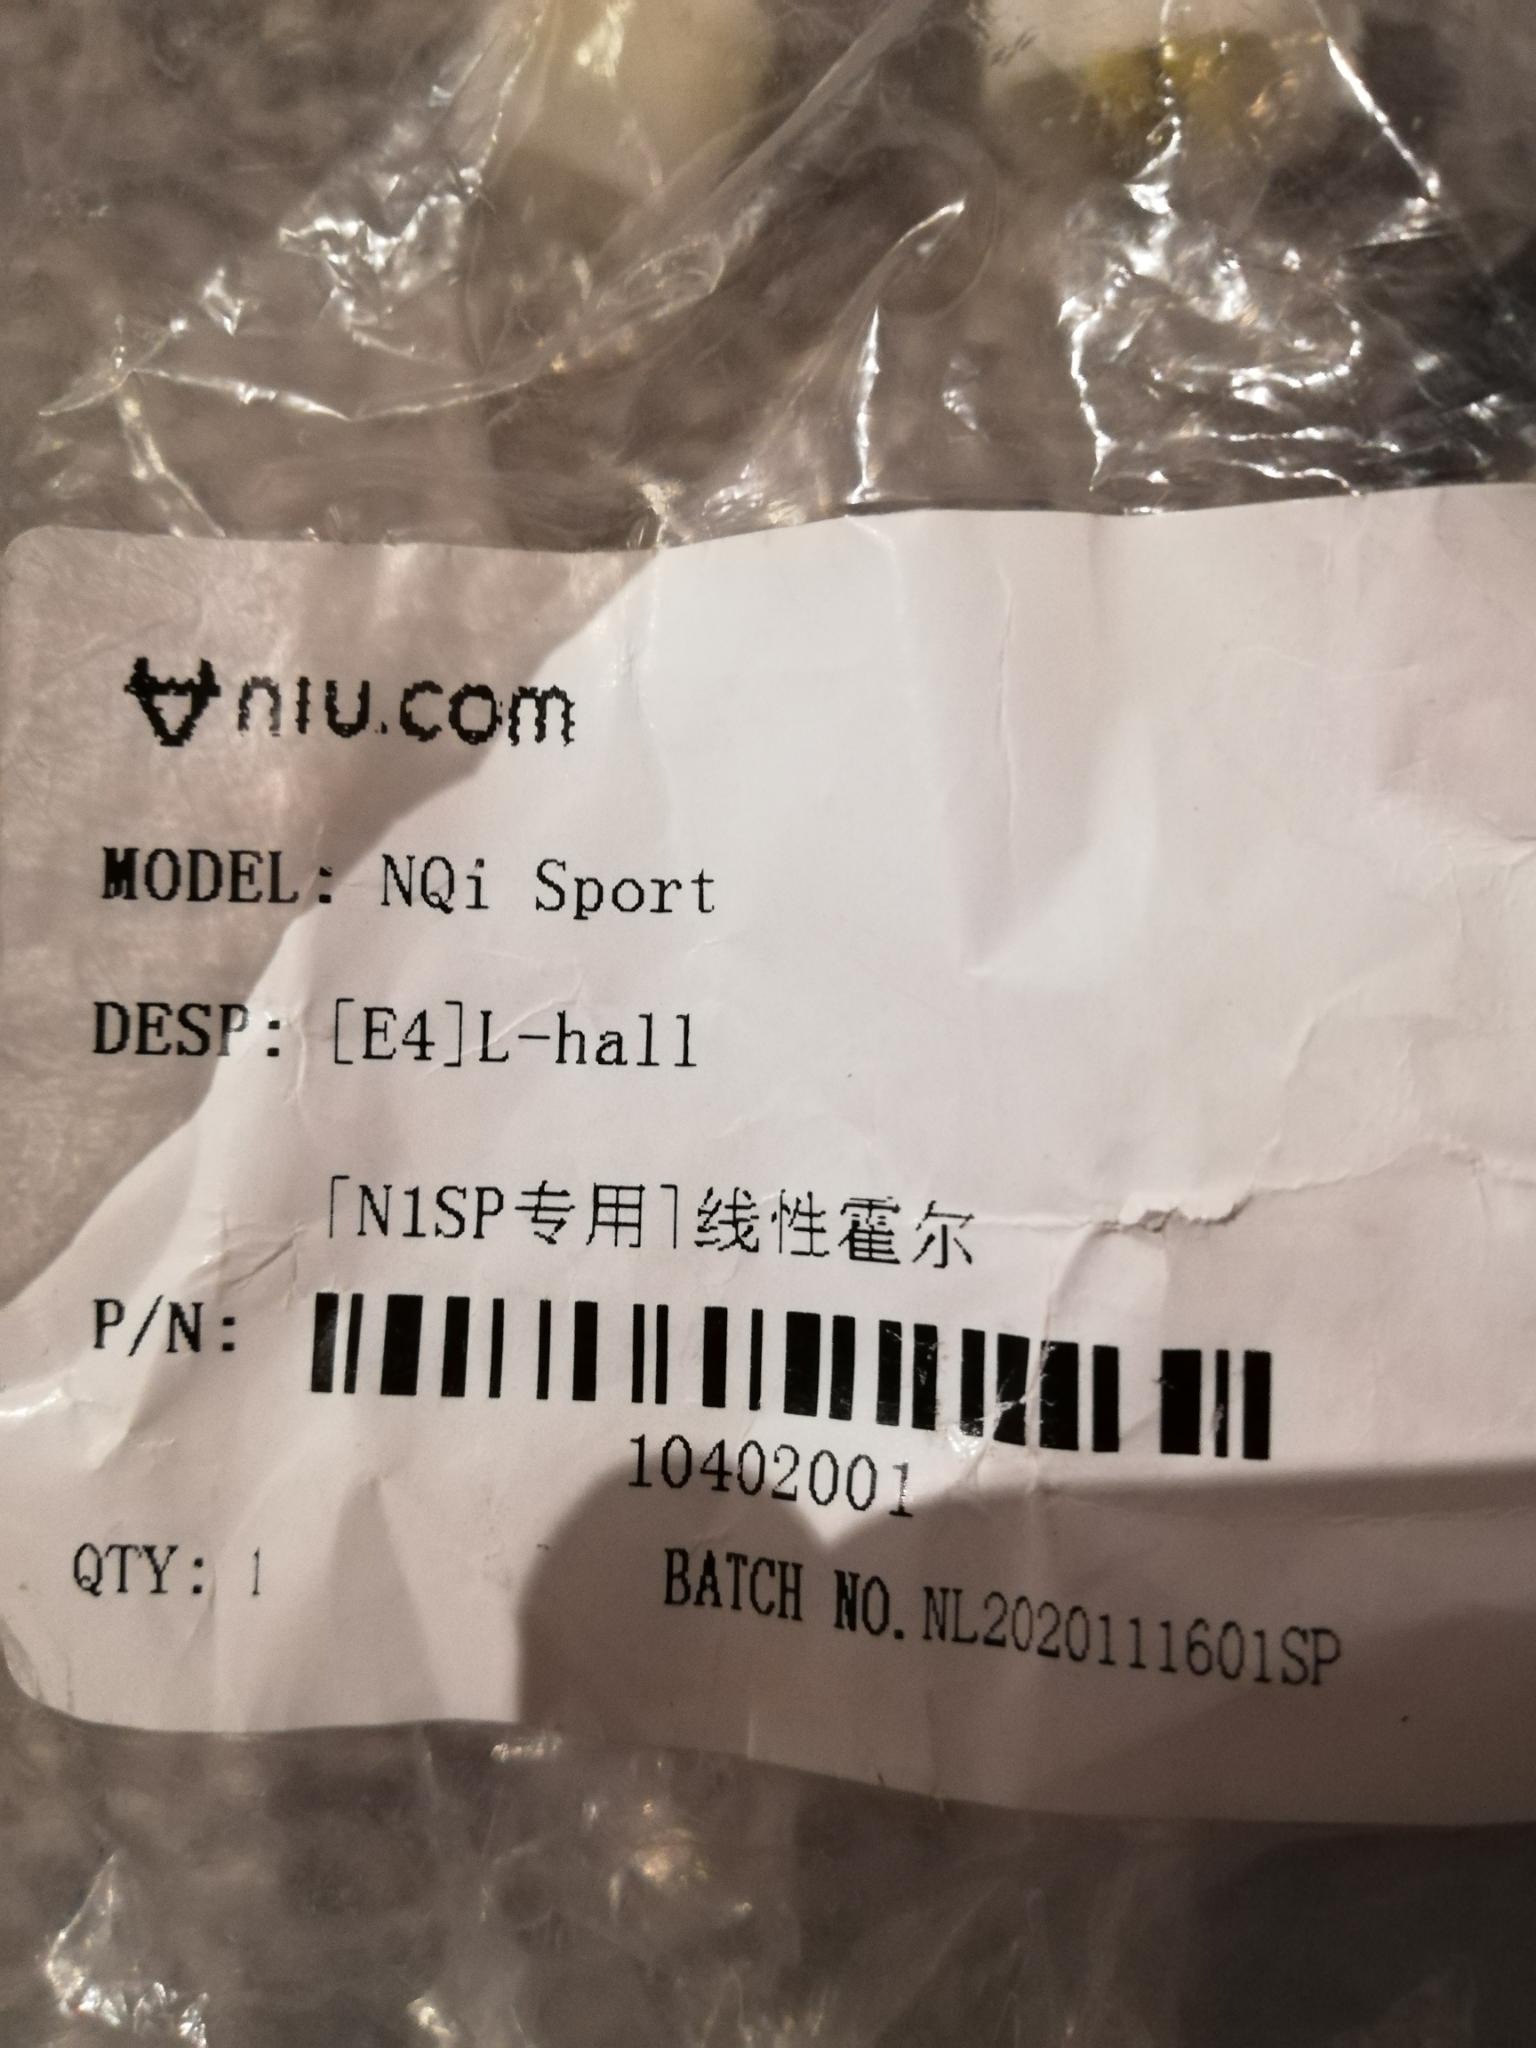 niu.com
MODEL: NQi Sport
DESP: [E4]L-hall
[N1SP专用]线性霍尔
P/N:
10402001
QTY: 1
BATCH NO. NL2020111601SP